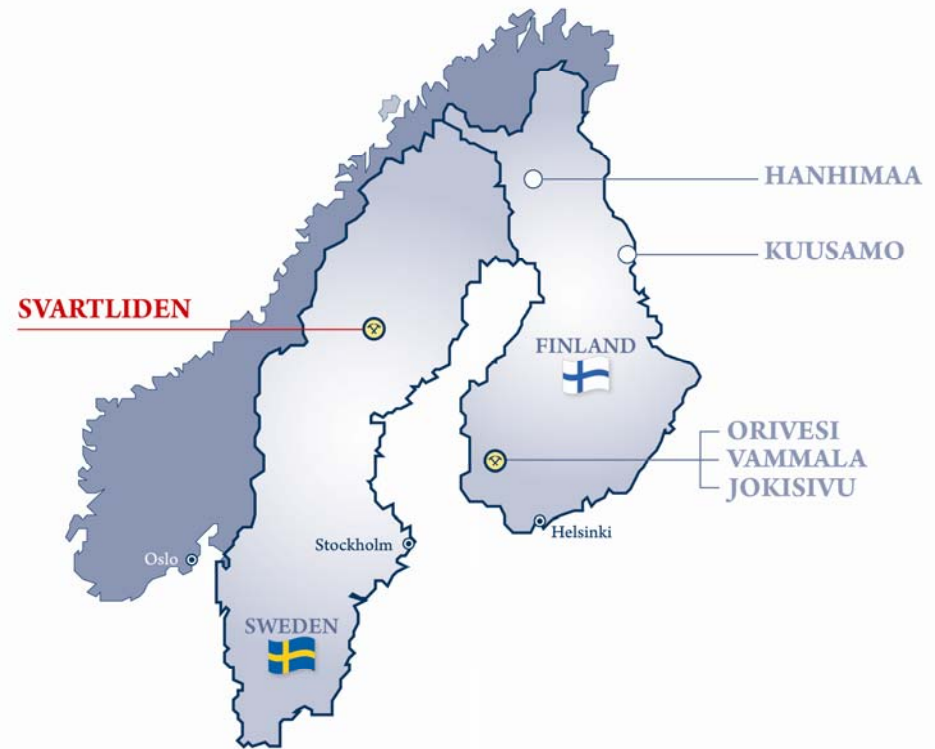 HANHIMAA
KUUSAMO
SVARTLIDEN
FINLAND
ORIVESI
VAMMALA
JOKISIVU
Helsinki
Stockholm
Oslo
SWEDEN